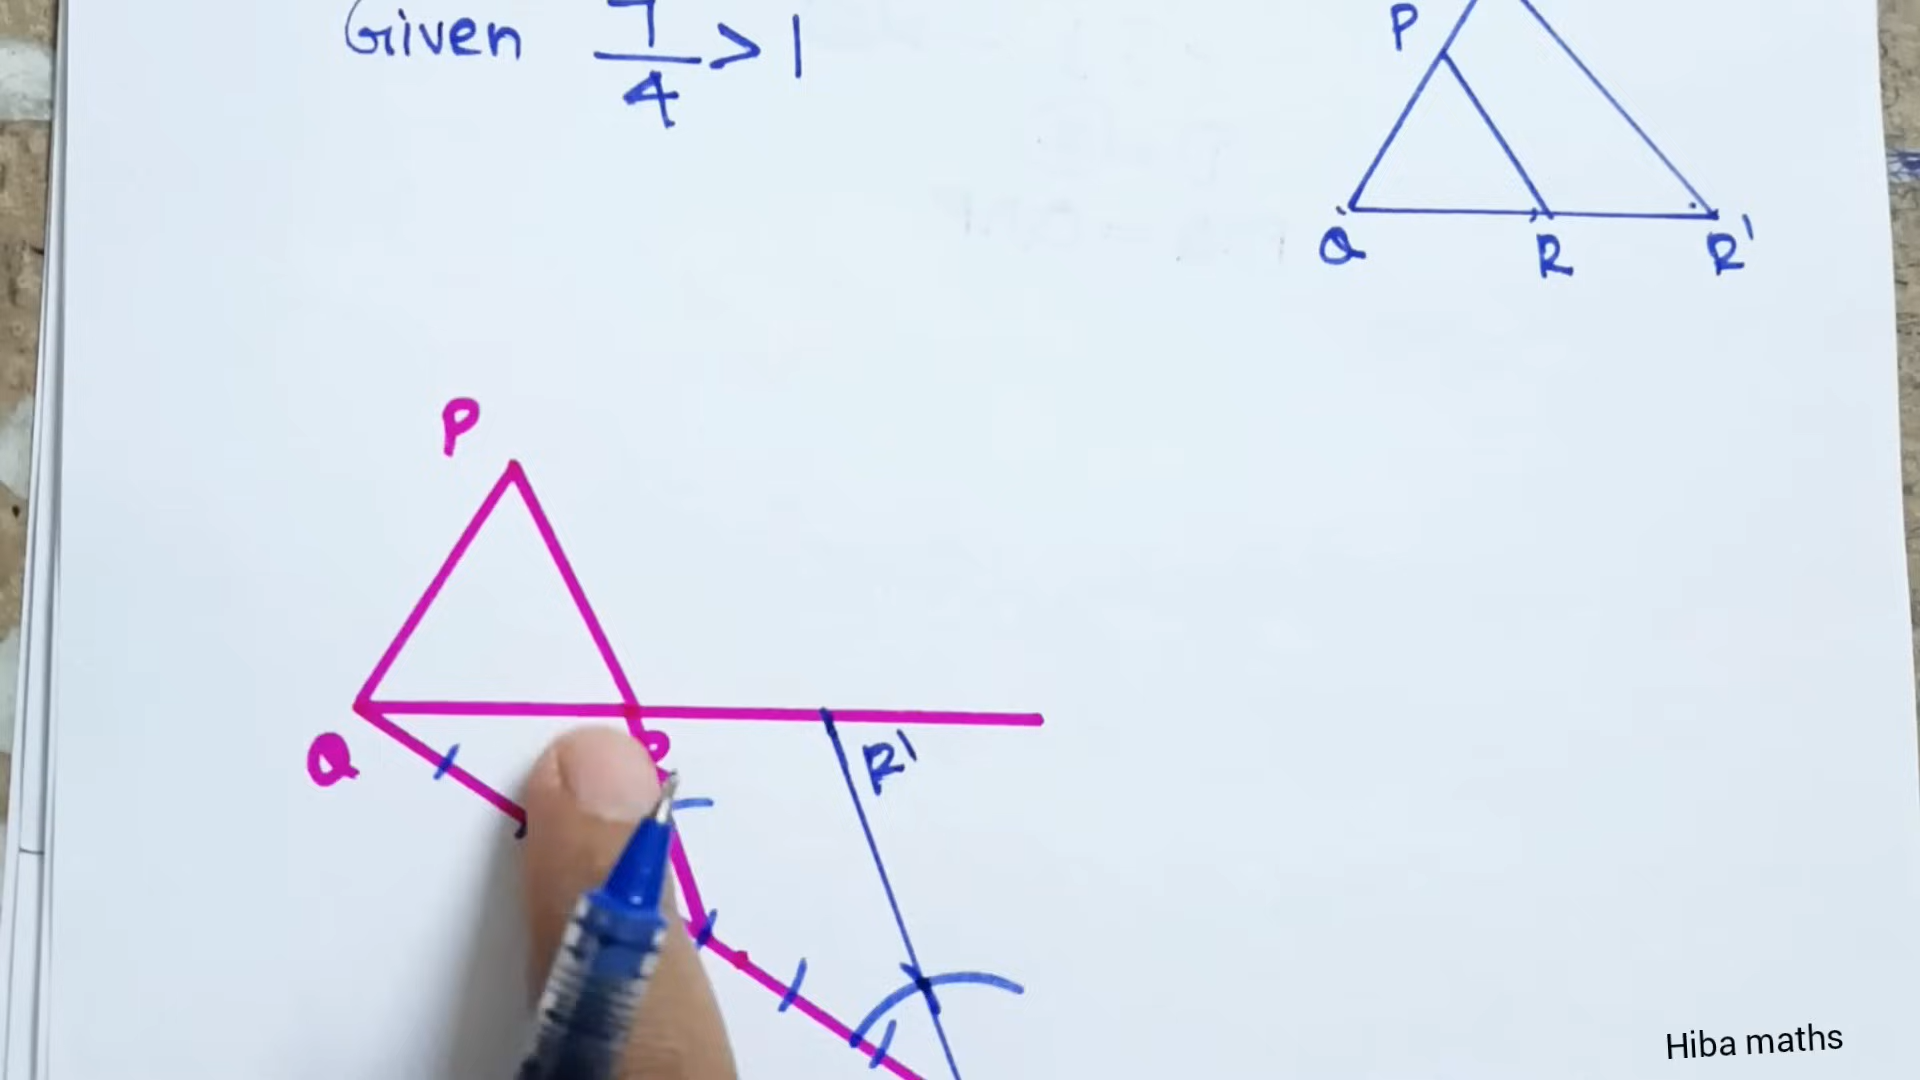 Given 7/4 > 1
P
Q R R'
P
Q R'
Hiba maths